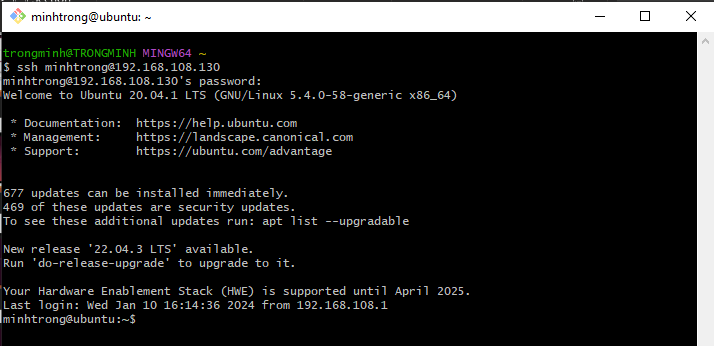 minhtrong@ubuntu: ~
trongminh@TRONGMINH MINGW64 ~
$ ssh minhtrong@192.168.108.130
minhtrong@192.168.108.130's password:
Welcome to Ubuntu 20.04.1 LTS (GNU/Linux 5.4.0-58-generic x86_64)
* Documentation:  https://help.ubuntu.com
* Management:     https://landscape.canonical.com
* Support:        https://ubuntu.com/advantage
677 updates can be installed immediately.
469 of these updates are security updates.
To see these additional updates run: apt list --upgradable
New release '22.04.3 LTS' available.
Run 'do-release-upgrade' to upgrade to it.
Your Hardware Enablement Stack (HWE) is supported until April 2025.
Last login: Wed Jan 10 16:14:36 2024 from 192.168.108.1
minhtrong@ubuntu:~$